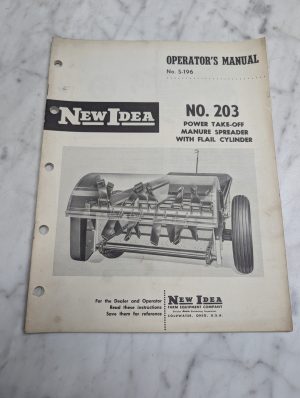 OPERATOR'S MANUAL
No. S-196
NEW IDEA
NO. 203
POWER TAKE-OFF
MANURE SPREADER
WITH FLAIL CYLINDER
For the Dealer and Operator
Read these instructions
Save them for reference
NEW IDEA
FARM EQUIPMENT COMPANY
COLDWATER, OHIO, U.S.A.